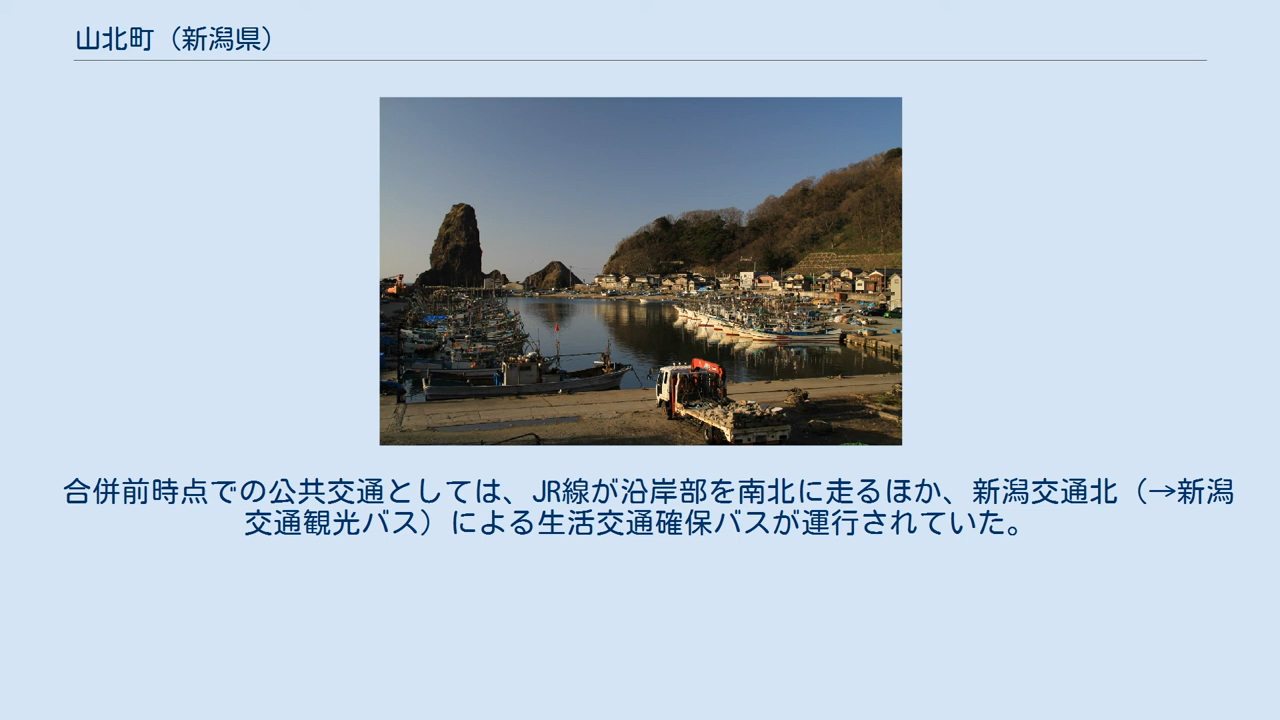 山北町（新潟県）
合併前時点での公共交通としては、JR線が沿岸部を南北に走るほか、新潟交通北（→新潟
交通観光バス）による生活交通確保バスが運行されていた。